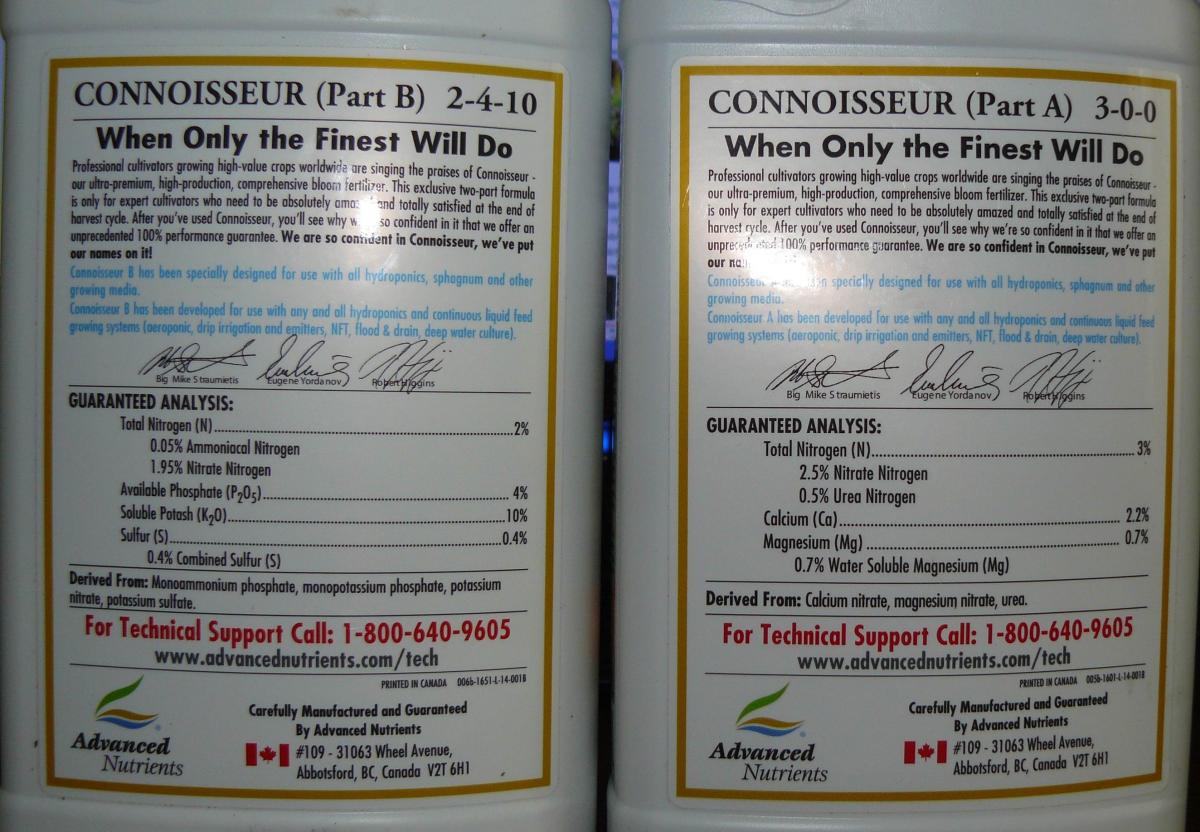 CONNOISSEUR (Part B) 2-4-10
When Only the Finest Will Do
Professional cultivators growing high-value crops worldwide are singing the praises of Connoisseur -
our ultra-premium, high-production, comprehensive bloom fertilizer. This exclusive two-part formula
is only for expert cultivators who need to be absolutely and totally satisfied at the end of
harvest cycle. After you've used Connoisseur, you'll see why so confident in it that we offer an
unprecedented 100% performance guarantee. We are so confident in Connoisseur, we've put
our names on it!
Connoisseur B has been specially designed for use with all hydroponics, sphagnum and other
growing media.
Connoisseur B has been developed for use with any and all hydroponics and continuous liquid feed
growing systems (aeroponic, drip irrigation and emitters, NFT, flood & drain, deep water culture).
Big Mike Straumietis Eugene Yordanov Robert Higgins
GUARANTEED ANALYSIS:
Total Nitrogen (N)..........2%
0.05% Ammoniacal Nitrogen
1.95% Nitrate Nitrogen
Available Phosphate (P₂O₅)..........4%
Soluble Potash (K₂O)..........10%
Sulfur (S)..........0.4%
0.4% Combined Sulfur (S)
Derived From: Monoammonium phosphate, monopotassium phosphate, potassium
nitrate, potassium sulfate.
For Technical Support Call: 1-800-640-9605
www.advancednutrients.com/tech
PRINTED IN CANADA 006b-1651-L-14-001B
Carefully Manufactured and Guaranteed
By Advanced Nutrients
#109 - 31063 Wheel Avenue,
Abbotsford, BC, Canada V2T 6H1
Advanced
Nutrients
CONNOISSEUR (Part A) 3-0-0
When Only the Finest Will Do
Professional cultivators growing high-value crops worldwide are singing the praises of Connoisseur -
our ultra-premium, high-production, comprehensive bloom fertilizer. This exclusive two-part formula
is only for expert cultivators who need to be absolutely amazed and totally satisfied at the end of
harvest cycle. After you've used Connoisseur, you'll see why we're so confident in it that we offer an
unprecedented 100% performance guarantee. We are so confident in Connoisseur, we've put
our
specially designed for use with all hydroponics, sphagnum and other
growing media.
Connoisseur A has been developed for use with any and all hydroponics and continuous liquid feed
growing systems (aeroponic, drip irrigation and emitters, NFT, flood & drain, deep water culture).
Big Mike Straumietis Eugene Yordanov Robert Higgins
GUARANTEED ANALYSIS:
Total Nitrogen (N)..........3%
2.5% Nitrate Nitrogen
0.5% Urea Nitrogen
Calcium (Ca)..........2.2%
Magnesium (Mg)..........0.7%
0.7% Water Soluble Magnesium (Mg)
Derived From: Calcium nitrate, magnesium nitrate, urea.
For Technical Support Call: 1-800-640-9605
www.advancednutrients.com/tech
PRINTED IN CANADA 005b-1601-L-14-001B
Carefully Manufactured and Guaranteed
By Advanced Nutrients
#109 - 31063 Wheel Avenue,
Abbotsford, BC, Canada V2T 6H1
Advanced
Nutrients